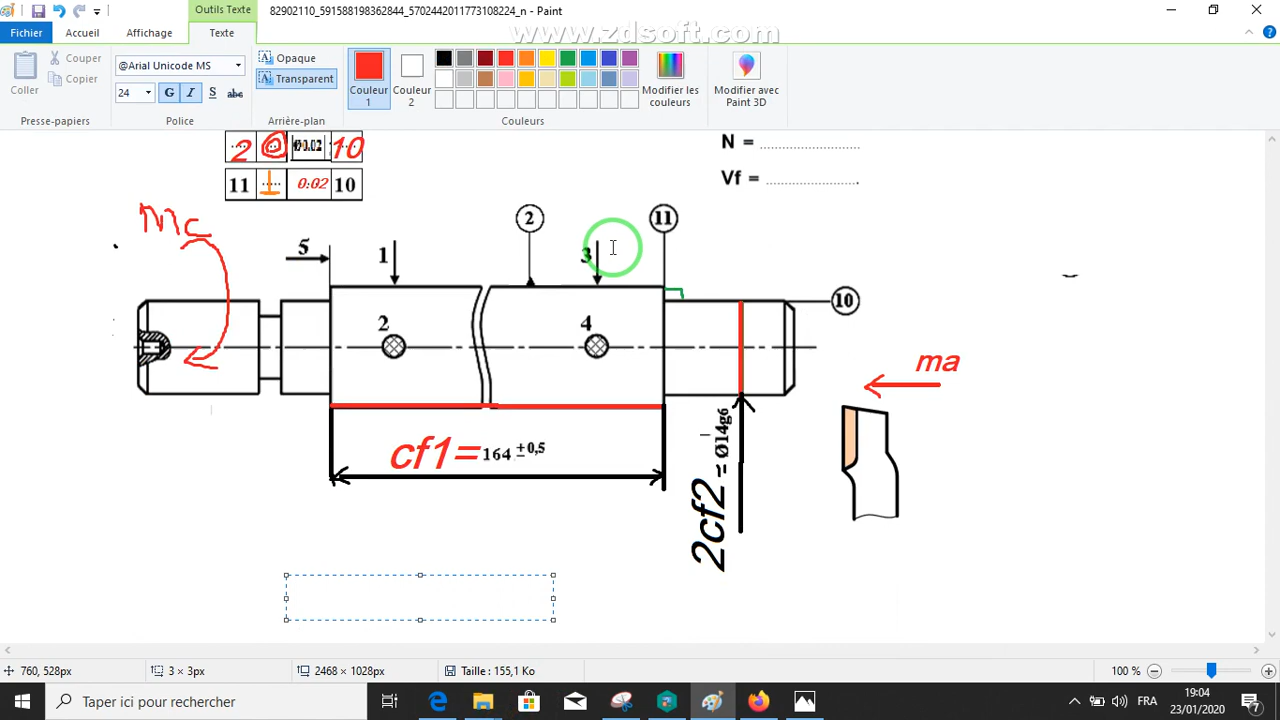 Outils Texte
82902110_591588198362844_5702442011773108224_n - Paint
www.zdsoft.com
Fichier
Accueil
Affichage
Texte
Coller
Couper
Copier
Presse-papiers
@Arial Unicode MS
24
G I S abc
Police
Opaque
Transparent
Arrière-plan
Couleur 1
Couleur 2
Modifier les couleurs
Modifier avec Paint 3D
Couleurs
2 Ø0.02 10
11 0:02 10
N = ....................
Vf = ....................
Mc
5
1
2
3
11
10
2
4
ma
cf1= 164 ±0,5
2cf2 = Ø14g6
760, 528px
3 × 3px
2468 × 1028px
Taille : 155,1 Ko
100 %
Taper ici pour rechercher
FRA
19:04
23/01/2020
7